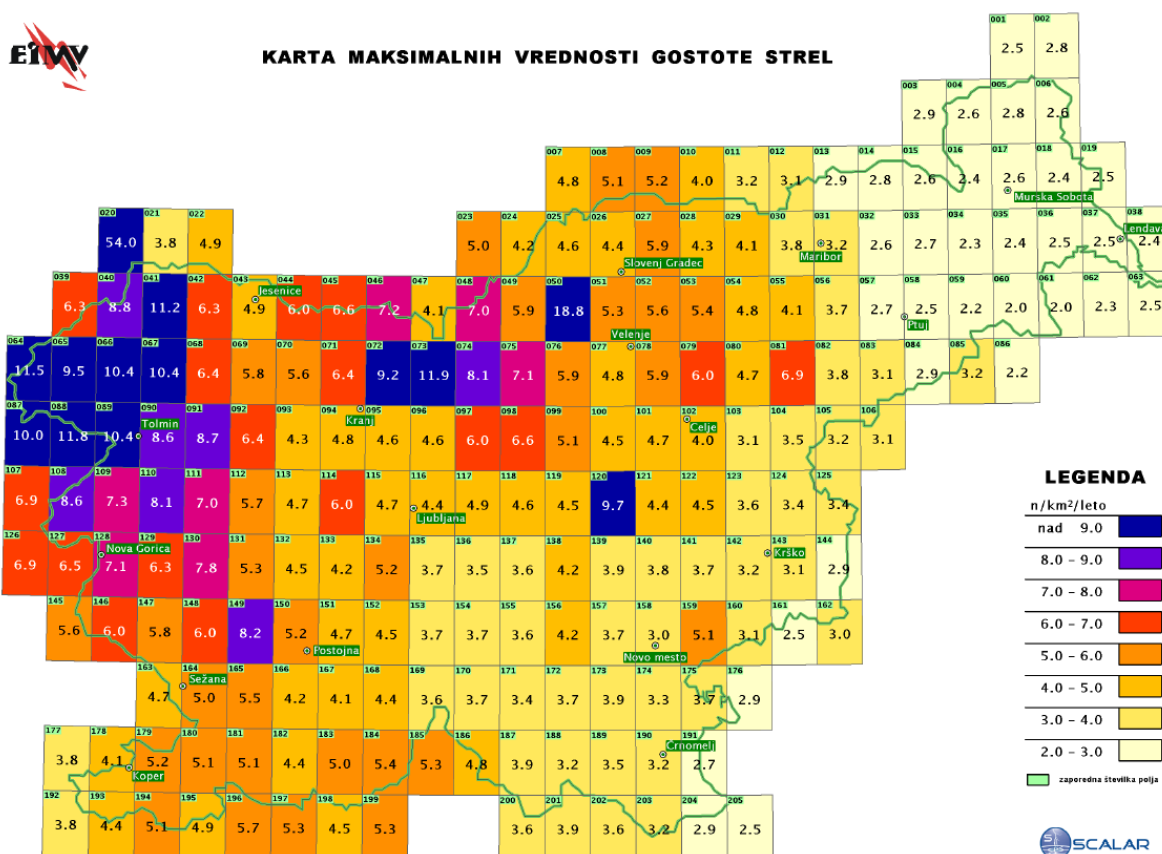 EIMV
KARTA MAKSIMALNIH VREDNOSTI GOSTOTE STREL
001 002
2.5 2.8
003 004 005 006
2.9 2.6 2.8 2.6
007 008 009 010 011 012 013 014 015 016 017 018 019
4.8 5.1 5.2 4.0 3.2 3.1 2.9 2.8 2.6 2.4 2.6 2.4 2.5
Murska Sobota
020 021 022 023 024 025 026 027 028 029 030 031 032 033 034 035 036 037 038
Lendava
54.0 3.8 4.9 5.0 4.2 4.6 4.4 5.9 4.3 4.1 3.8 3.2 2.6 2.7 2.3 2.4 2.5 2.5 2.4
Maribor
Slovenj Gradec
039 040 041 042 043 044 045 046 047 048 049 050 051 052 053 054 055 056 057 058 059 060 061 062 063
Jesenice
6.3 8.8 11.2 6.3 4.9 6.0 6.6 7.2 4.1 7.0 5.9 18.8 5.3 5.6 5.4 4.8 4.1 3.7 2.7 2.5 2.2 2.0 2.0 2.3 2.5
Ptuj
Velenje
064 065 066 067 068 069 070 071 072 073 074 075 076 077 078 079 080 081 082 083 084 085 086
11.5 9.5 10.4 10.4 6.4 5.8 5.6 6.4 9.2 11.9 8.1 7.1 5.9 4.8 5.9 6.0 4.7 6.9 3.8 3.1 2.9 3.2 2.2
087 088 089 090 091 092 093 094 095 096 097 098 099 100 101 102 103 104 105 106
Tolmin Kranj Celje
10.0 11.8 10.4 8.6 8.7 6.4 4.3 4.8 4.6 4.6 6.0 6.6 5.1 4.5 4.7 4.0 3.1 3.5 3.2 3.1
107 108 109 110 111 112 113 114 115 116 117 118 119 120 121 122 123 124 125
6.9 8.6 7.3 8.1 7.0 5.7 4.7 6.0 4.5 4.4 4.9 4.6 4.5 9.7 4.4 4.5 3.6 3.4 3.4
Ljubljana
126 127 128 129 130 131 132 133 134 135 136 137 138 139 140 141 142 143 144
Nova Gorica Krško
6.9 6.5 7.1 6.3 7.8 5.3 4.5 4.2 5.2 3.7 3.5 3.6 4.2 3.9 3.8 3.7 3.2 3.1 2.9
145 146 147 148 149 150 151 152 153 154 155 156 157 158 159 160 161 162
5.6 6.0 5.8 6.0 8.2 5.2 4.7 4.5 3.7 3.7 3.6 4.2 3.7 3.0 5.1 3.1 2.5 3.0
Postojna Novo mesto
163 164 165 166 167 168 169 170 171 172 173 174 175 176
Sežana
4.7 5.0 5.5 4.2 4.1 4.4 3.6 3.7 3.4 3.7 3.9 3.3 3.7 2.9
177 178 179 180 181 182 183 184 185 186 187 188 189 190 191
Crnomelj
3.8 4.1 5.2 5.1 5.1 4.4 5.0 5.4 5.3 4.8 3.9 3.2 3.5 3.2 2.7
Koper
192 193 194 195 196 197 198 199 200 201 202 203 204 205
3.8 4.4 5.1 4.9 5.7 5.3 4.5 5.3 3.6 3.9 3.6 3.2 2.9 2.5
LEGENDA
n/km²/leto
nad 9.0
8.0 – 9.0
7.0 – 8.0
6.0 – 7.0
5.0 – 6.0
4.0 – 5.0
3.0 – 4.0
2.0 – 3.0
zaporedna številka polja
SCALAR